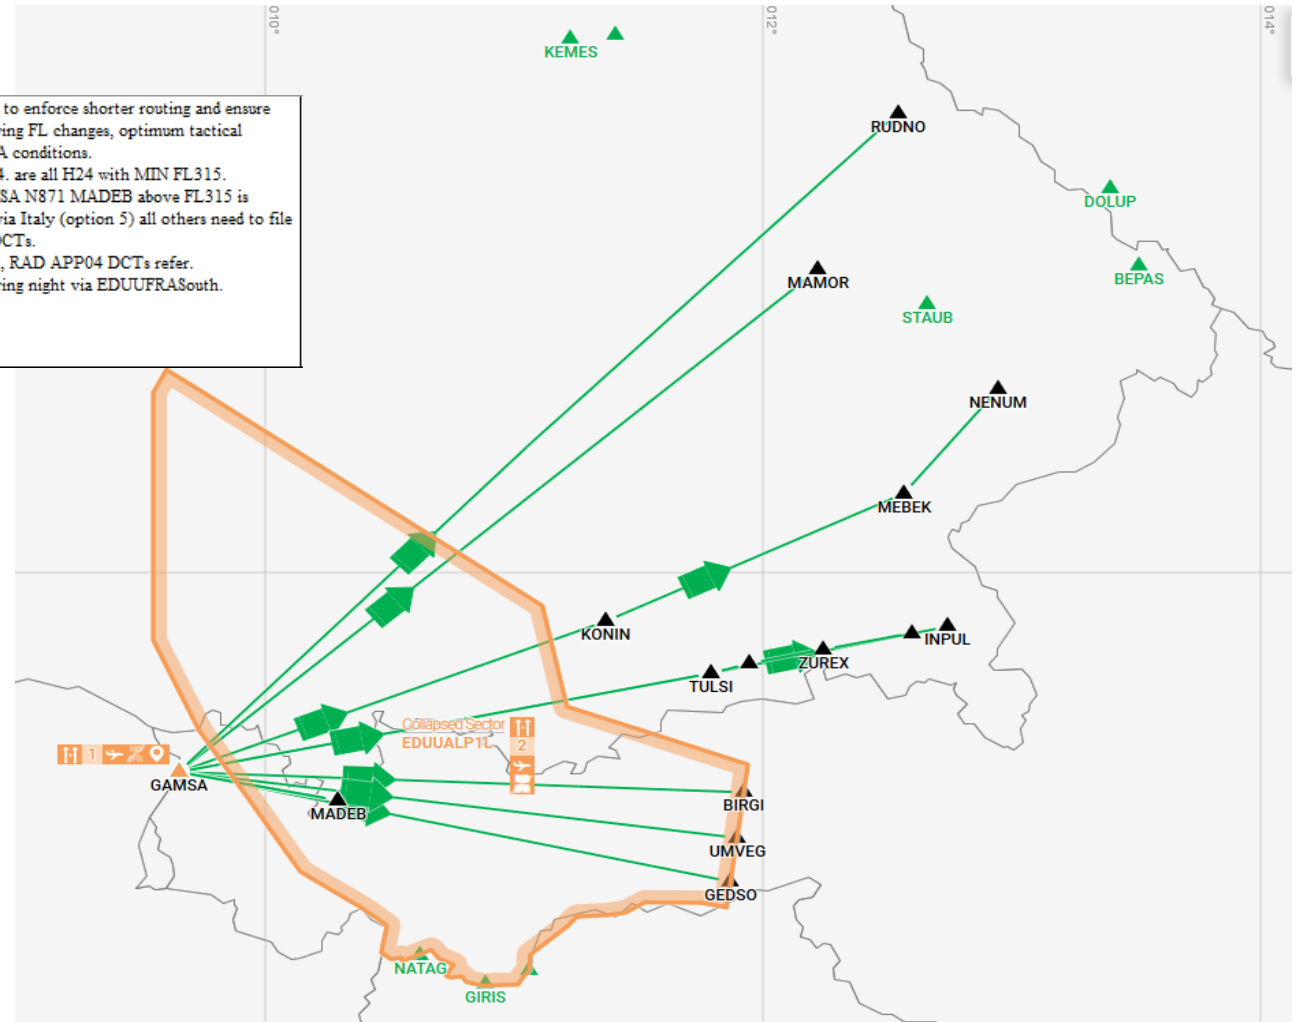 010°
012°
014°
KEMES
to enforce shorter routing and ensure
ing FL changes, optimum tactical
A conditions.
4. are all H24 with MIN FL315.
SA N871 MADEB above FL315 is
via Italy (option 5) all others need to file
DCTs.
, RAD APP04 DCTs refer.
ring night via EDUUFRASouth.
RUDNO
DOLUP
MAMOR
BEPAS
STAUB
NENUM
MEBEK
KONIN
INPUL
ZUREX
TULSI
Collapsed Sector
EDUUALP1L
2
1
GAMSA
MADEB
BIRGI
UMVEG
GEDSO
NATAG
GIRIS